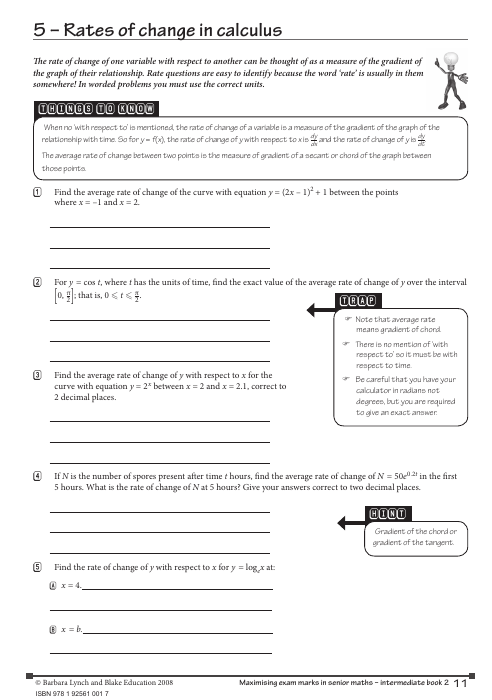 5 – Rates of change in calculus
The rate of change of one variable with respect to another can be thought of as a measure of the gradient of
the graph of their relationship. Rate questions are easy to identify because the word 'rate' is usually in them
somewhere! In worded problems you must use the correct units.
THINGS TO KNOW
When no 'with respect to' is mentioned, the rate of change of a variable is a measure of the gradient of the graph of the
relationship with time. So for y = f(x), the rate of change of y with respect to x is dy/dx and the rate of change of y is dy/dt
The average rate of change between two points is the measure of gradient of a secant or chord of the graph between
those points.
1 Find the average rate of change of the curve with equation y = (2x – 1)² + 1 between the points
where x = –1 and x = 2.
2 For y = cos t, where t has the units of time, find the exact value of the average rate of change of y over the interval
[0, π/2]; that is, 0 ⩽ t ⩽ π/2.
TRAP
☞ Note that average rate
means gradient of chord.
☞ There is no mention of 'with
respect to' so it must be with
respect to time.
☞ Be careful that you have your
calculator in radians not
degrees, but you are required
to give an exact answer.
3 Find the average rate of change of y with respect to x for the
curve with equation y = 2ˣ between x = 2 and x = 2.1, correct to
2 decimal places.
4 If N is the number of spores present after time t hours, find the average rate of change of N = 50e^0.2t in the first
5 hours. What is the rate of change of N at 5 hours? Give your answers correct to two decimal places.
HINT
Gradient of the chord or
gradient of the tangent.
5 Find the rate of change of y with respect to x for y = logₑx at:
A x = 4.
B x = b.
© Barbara Lynch and Blake Education 2008
Maximising exam marks in senior maths – intermediate book 2 11
ISBN 978 1 92561 001 7